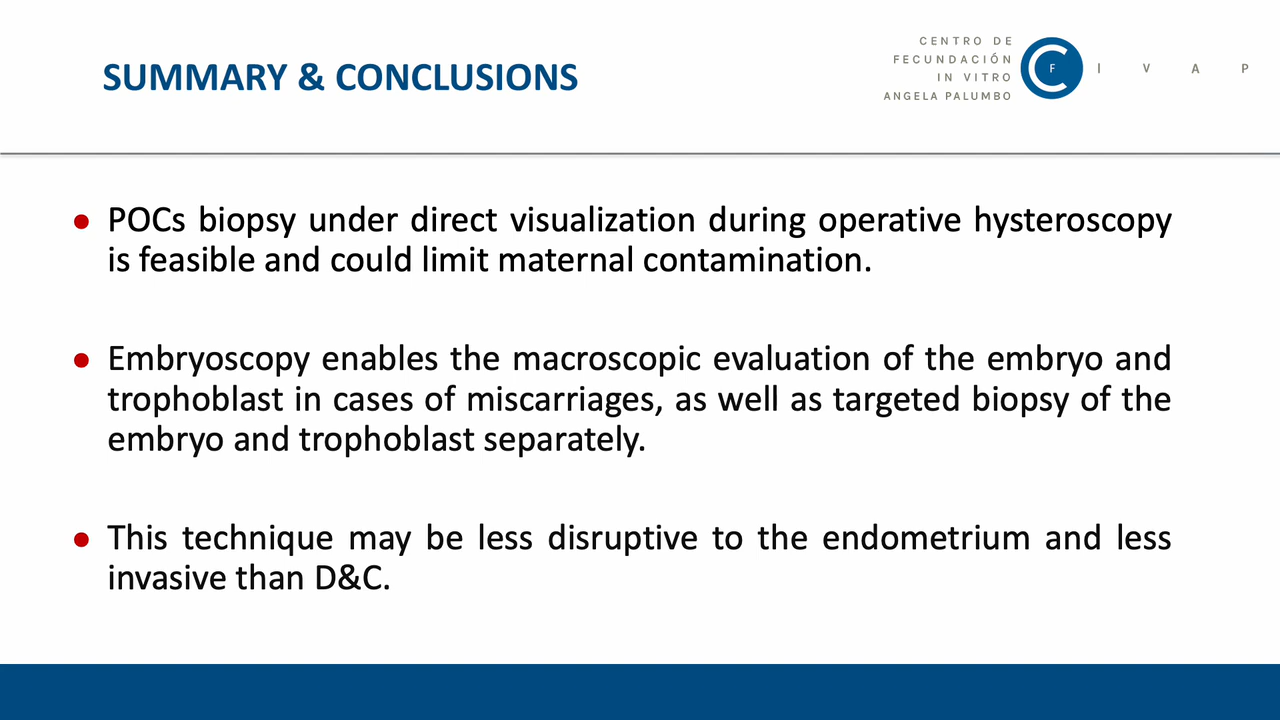 SUMMARY & CONCLUSIONS
CENTRO DE
FECUNDACIÓN
IN VITRO
ANGELA PALUMBO
F I V A P
● POCs biopsy under direct visualization during operative hysteroscopy
is feasible and could limit maternal contamination.
● Embryoscopy enables the macroscopic evaluation of the embryo and
trophoblast in cases of miscarriages, as well as targeted biopsy of the
embryo and trophoblast separately.
● This technique may be less disruptive to the endometrium and less
invasive than D&C.